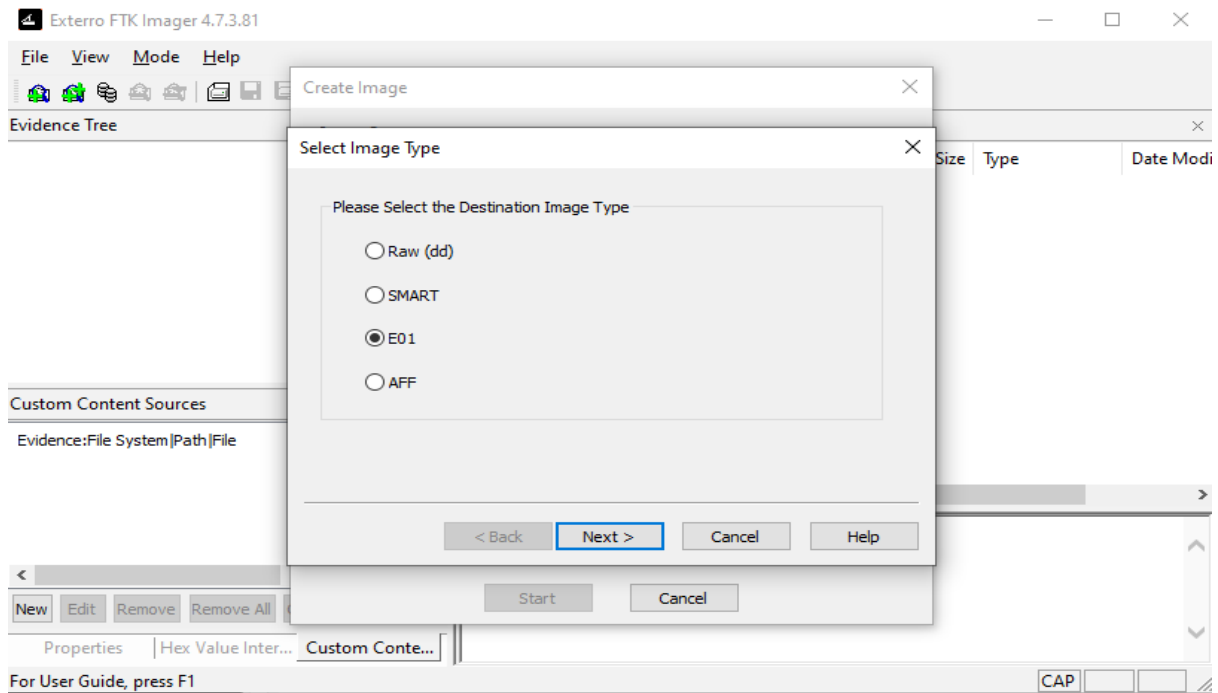 Exterro FTK Imager 4.7.3.81
File View Mode Help
Create Image
Evidence Tree
Select Image Type
Size Type Date Modi
Please Select the Destination Image Type
Raw (dd)
SMART
E01
AFF
Custom Content Sources
Evidence:File System|Path|File
< Back Next > Cancel Help
Start Cancel
New Edit Remove Remove All
Properties Hex Value Inter... Custom Conte...
For User Guide, press F1 CAP